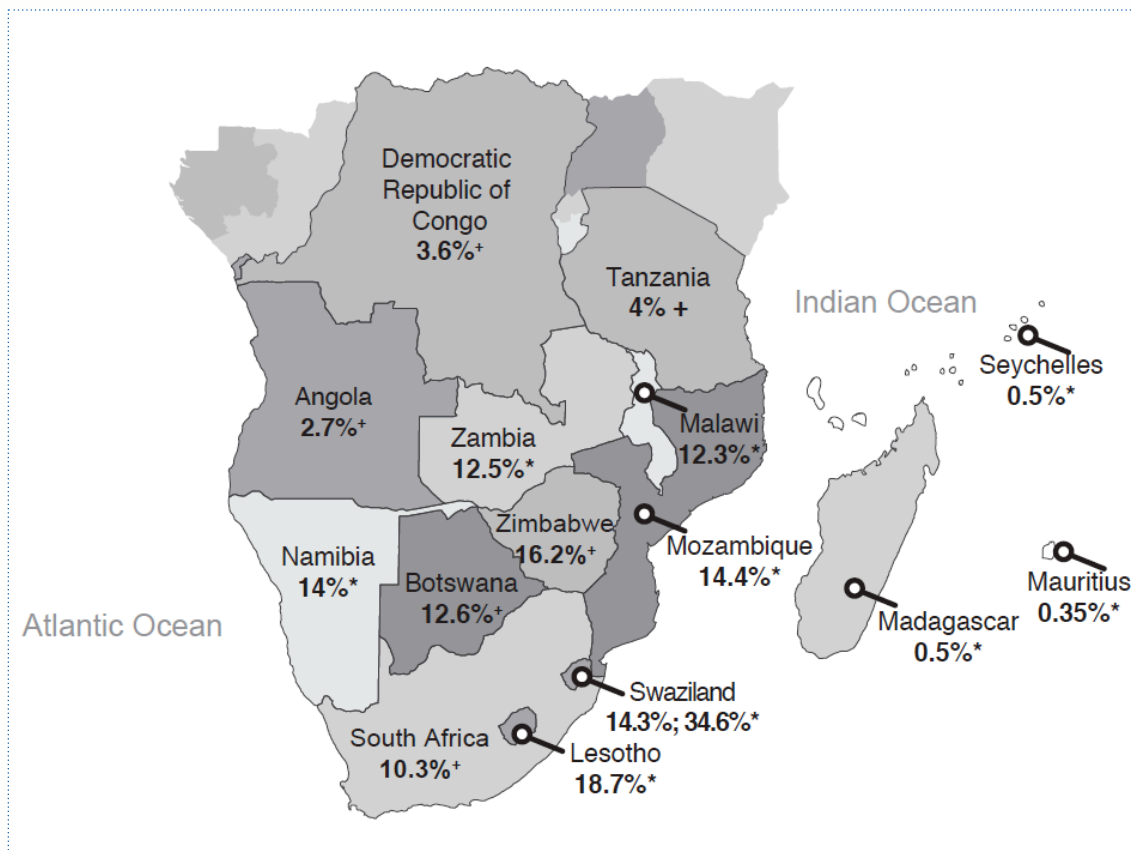 Democratic
Republic of
Congo
3.6%+
Tanzania
4% +
Indian Ocean
Seychelles
0.5%*
Angola
2.7%+
Malawi
12.3%*
Zambia
12.5%*
Zimbabwe
16.2%+
Mozambique
14.4%*
Namibia
14%*
Botswana
12.6%+
Mauritius
0.35%*
Madagascar
0.5%*
Atlantic Ocean
Swaziland
14.3%; 34.6%*
South Africa
10.3%+
Lesotho
18.7%*